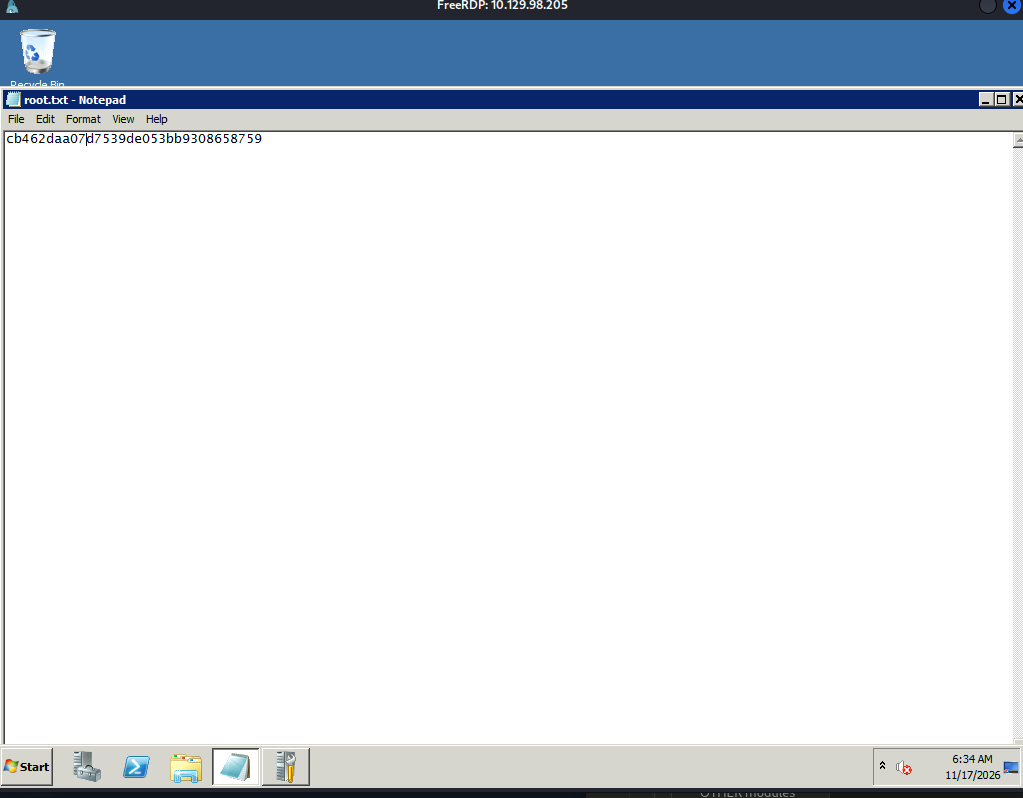 FreeRDP: 10.129.98.205
Recycle Bin
root.txt - Notepad
File Edit Format View Help
cb462daa07d7539de053bb9308658759
Start
6:34 AM
11/17/2026
OTHER modules